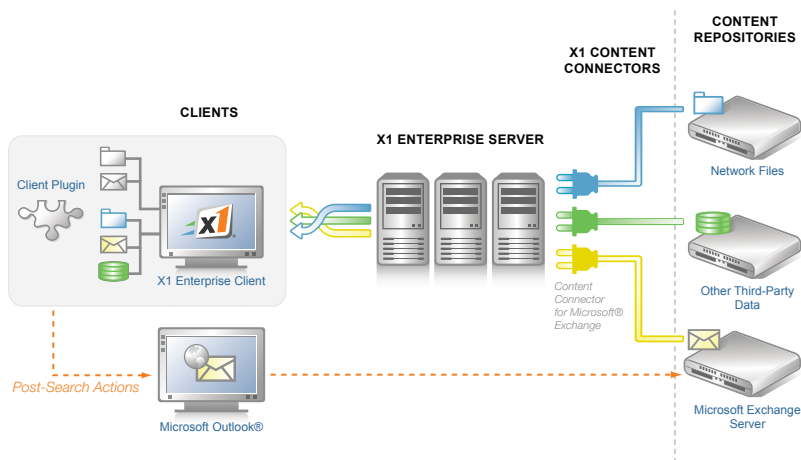 CONTENT
REPOSITORIES
X1 CONTENT
CONNECTORS
CLIENTS
X1 ENTERPRISE SERVER
Network Files
Client Plugin
X1
X1 Enterprise Client
Other Third-Party
Data
Content
Connector
for Microsoft®
Exchange
Post-Search Actions
Microsoft Outlook®
Microsoft Exchange
Server